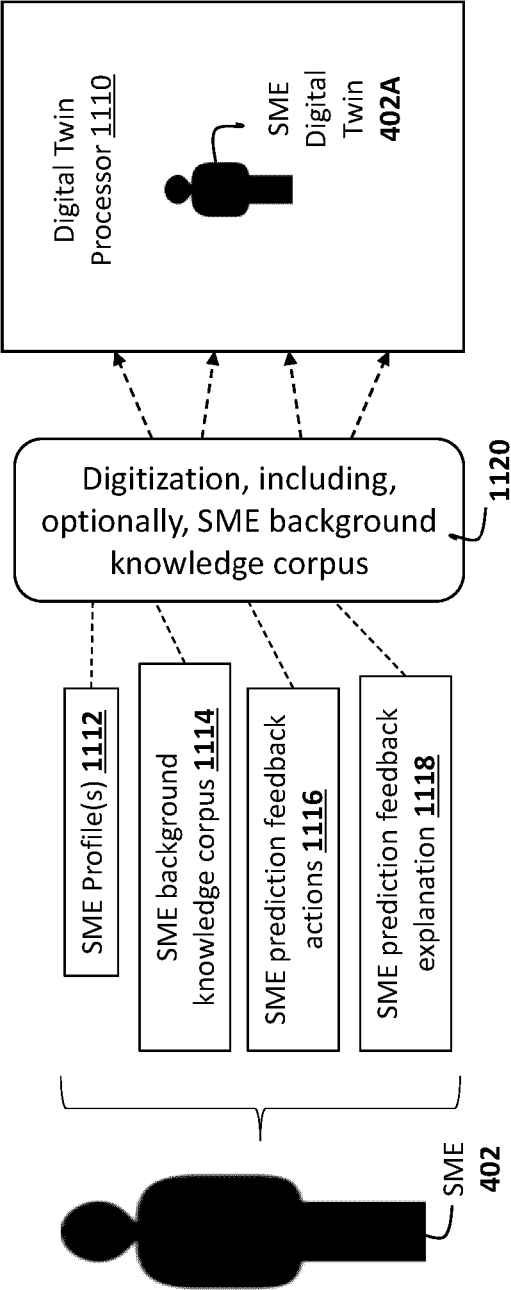 SME
402
SME Profile(s) 1112
SME background
knowledge corpus 1114
SME prediction feedback
actions 1116
SME prediction feedback
explanation 1118
Digitization, including,
optionally, SME background
knowledge corpus
1120
Digital Twin
Processor 1110
SME
Digital
Twin
402A